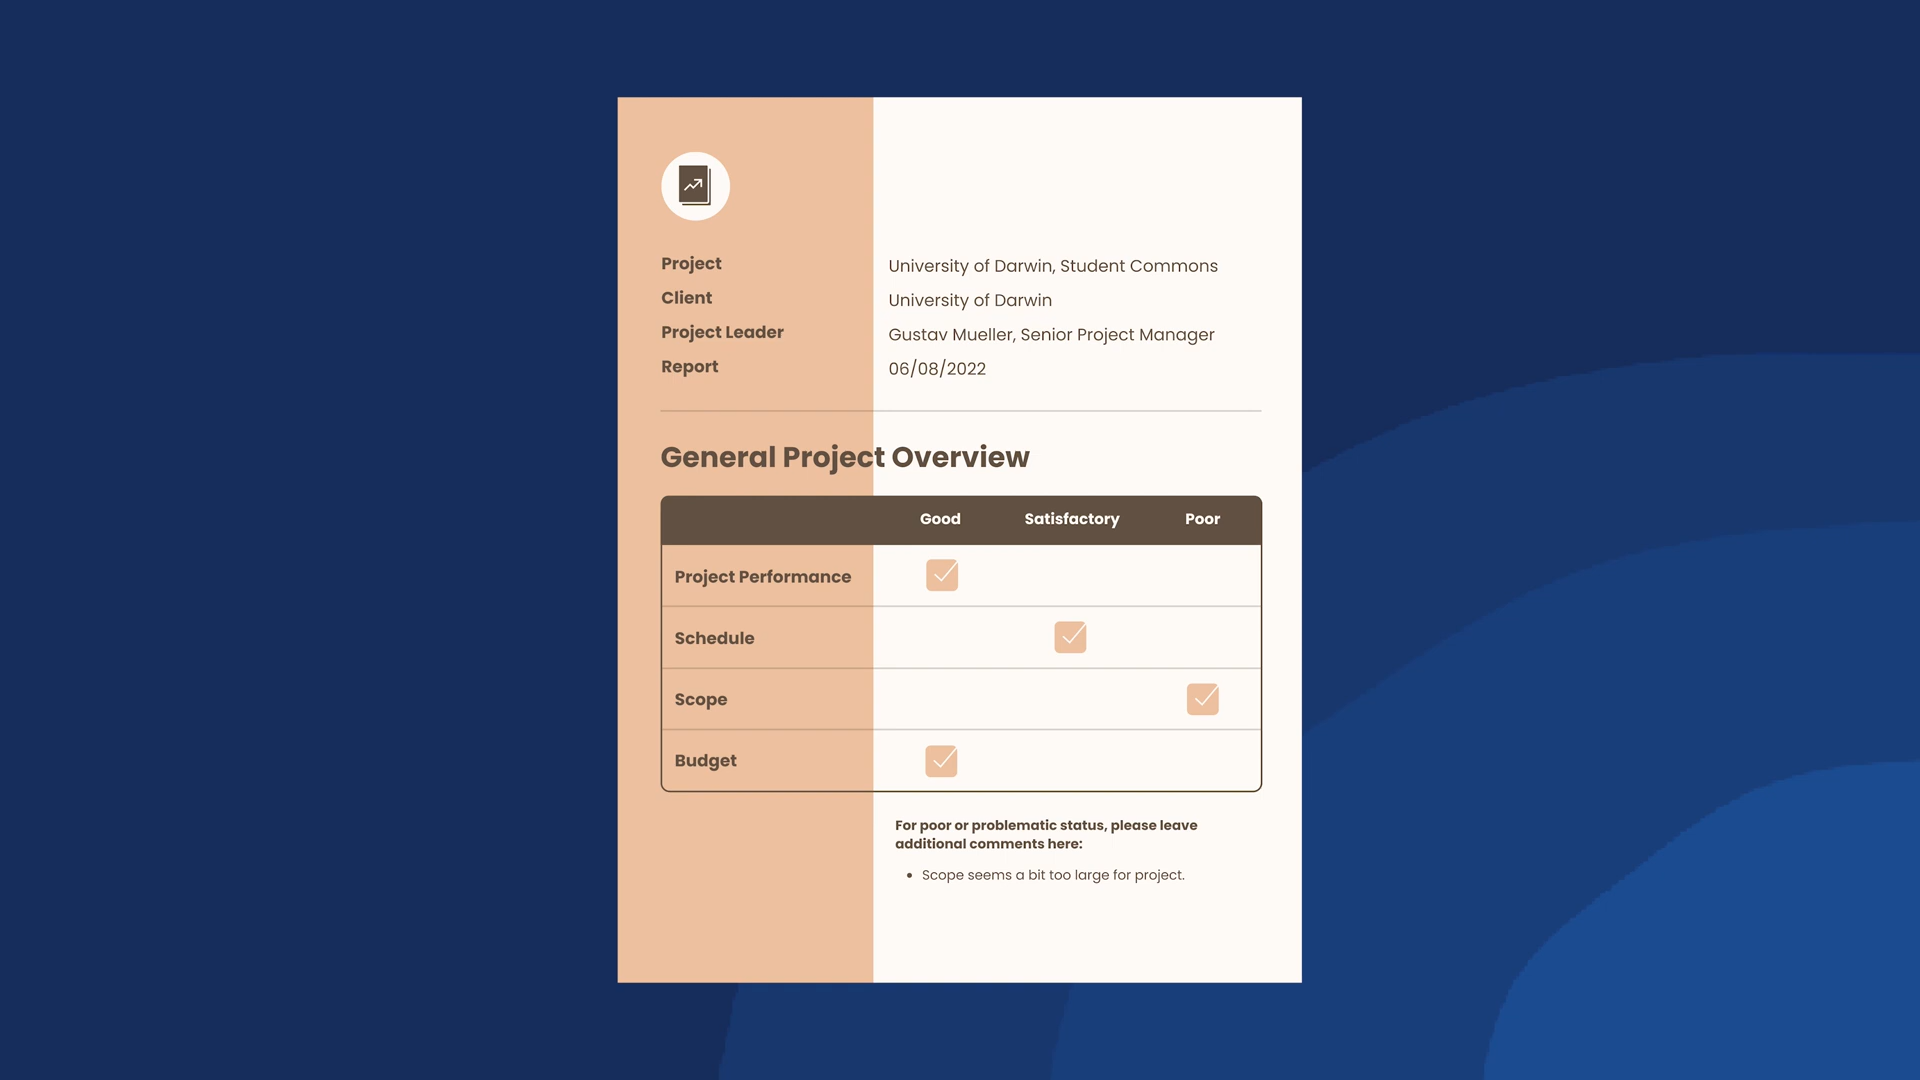 Project University of Darwin, Student Commons
Client University of Darwin
Project Leader Gustav Mueller, Senior Project Manager
Report 06/08/2022
General Project Overview
Good Satisfactory Poor
Project Performance
Schedule
Scope
Budget
For poor or problematic status, please leave
additional comments here:
• Scope seems a bit too large for project.